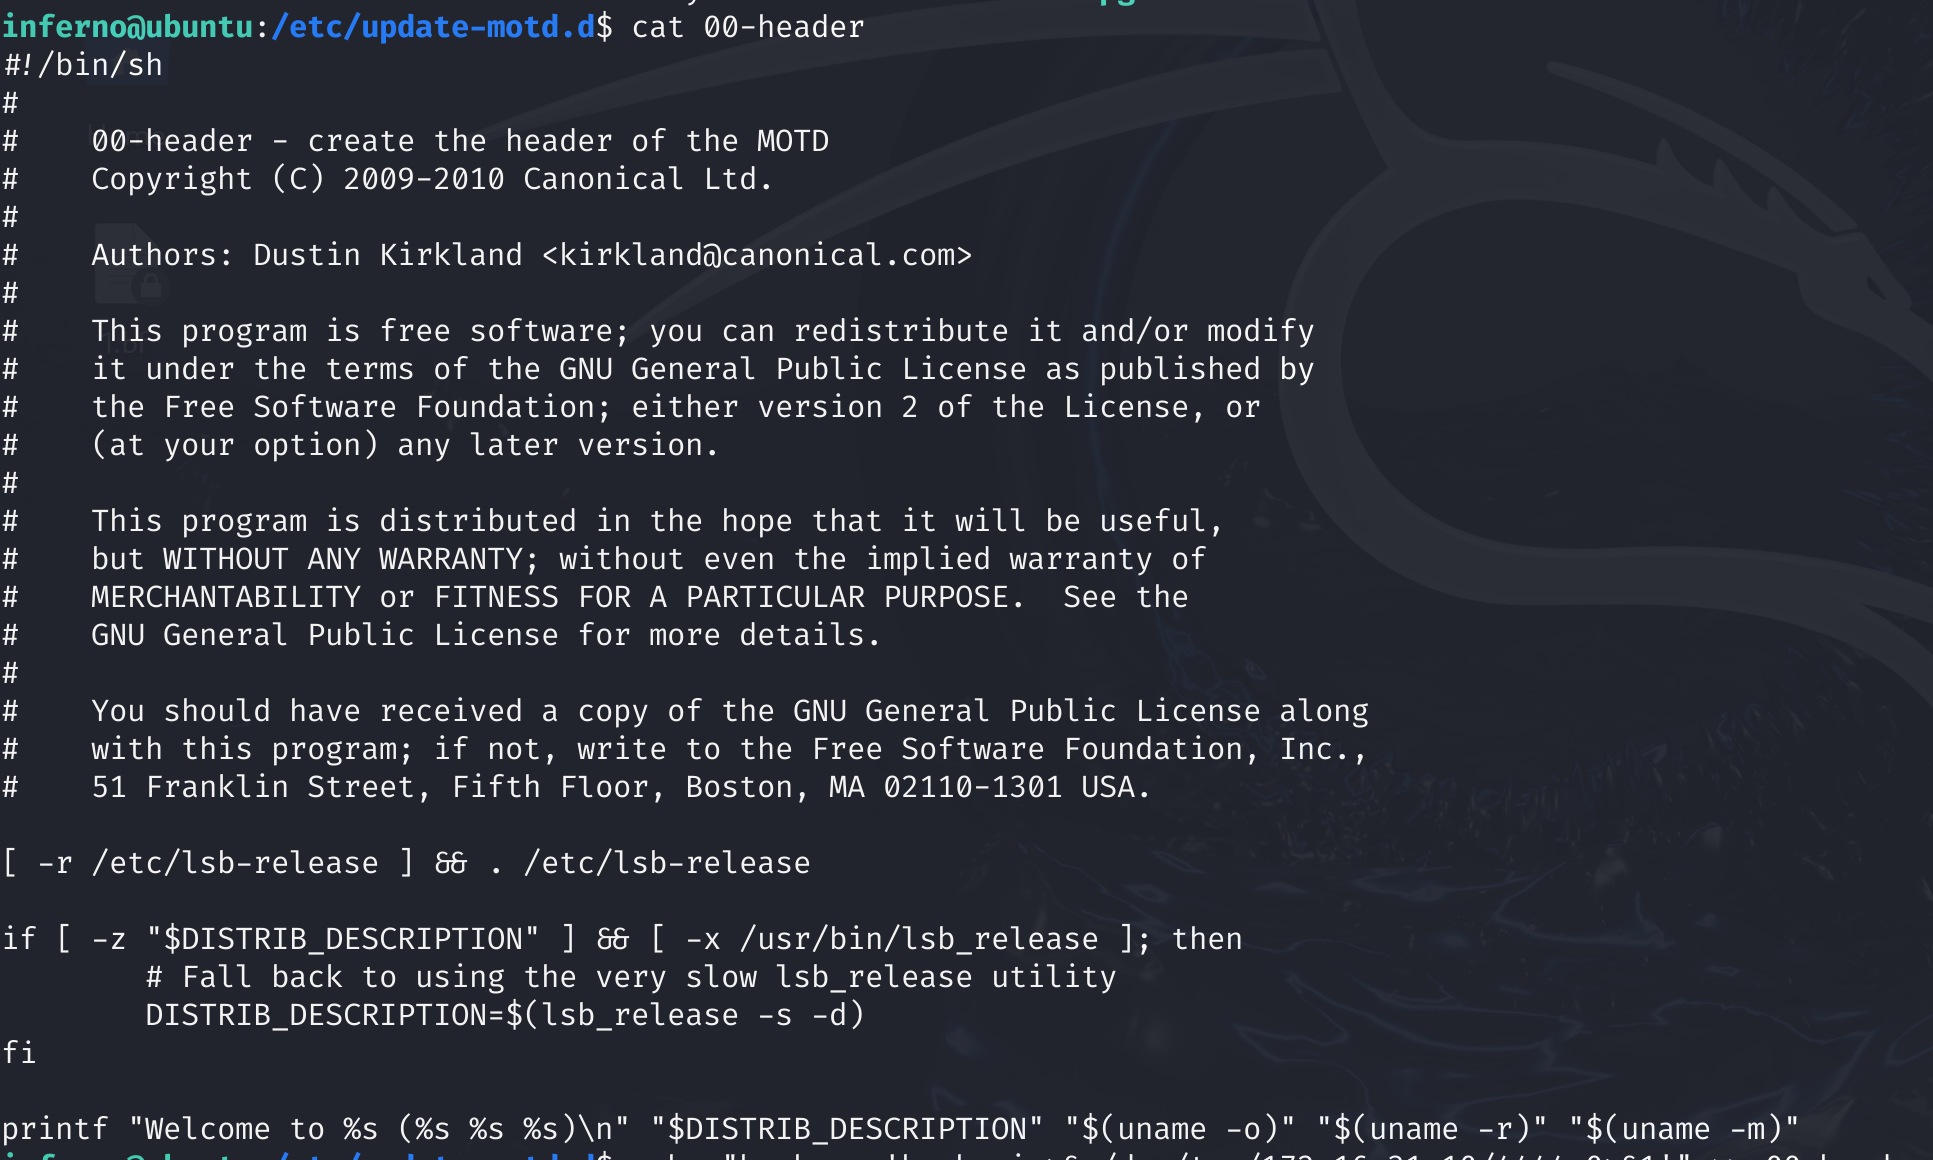 inferno@ubuntu:/etc/update-motd.d$ cat 00-header
#!/bin/sh
#
#    00-header - create the header of the MOTD
#    Copyright (C) 2009-2010 Canonical Ltd.
#
#    Authors: Dustin Kirkland <kirkland@canonical.com>
#
#    This program is free software; you can redistribute it and/or modify
#    it under the terms of the GNU General Public License as published by
#    the Free Software Foundation; either version 2 of the License, or
#    (at your option) any later version.
#
#    This program is distributed in the hope that it will be useful,
#    but WITHOUT ANY WARRANTY; without even the implied warranty of
#    MERCHANTABILITY or FITNESS FOR A PARTICULAR PURPOSE.  See the
#    GNU General Public License for more details.
#
#    You should have received a copy of the GNU General Public License along
#    with this program; if not, write to the Free Software Foundation, Inc.,
#    51 Franklin Street, Fifth Floor, Boston, MA 02110-1301 USA.

[ -r /etc/lsb-release ] && . /etc/lsb-release

if [ -z "$DISTRIB_DESCRIPTION" ] && [ -x /usr/bin/lsb_release ]; then
        # Fall back to using the very slow lsb_release utility
        DISTRIB_DESCRIPTION=$(lsb_release -s -d)
fi

printf "Welcome to %s (%s %s %s)\n" "$DISTRIB_DESCRIPTION" "$(uname -o)" "$(uname -r)" "$(uname -m)"
inferno@ubuntu:/etc/update-motd.d$